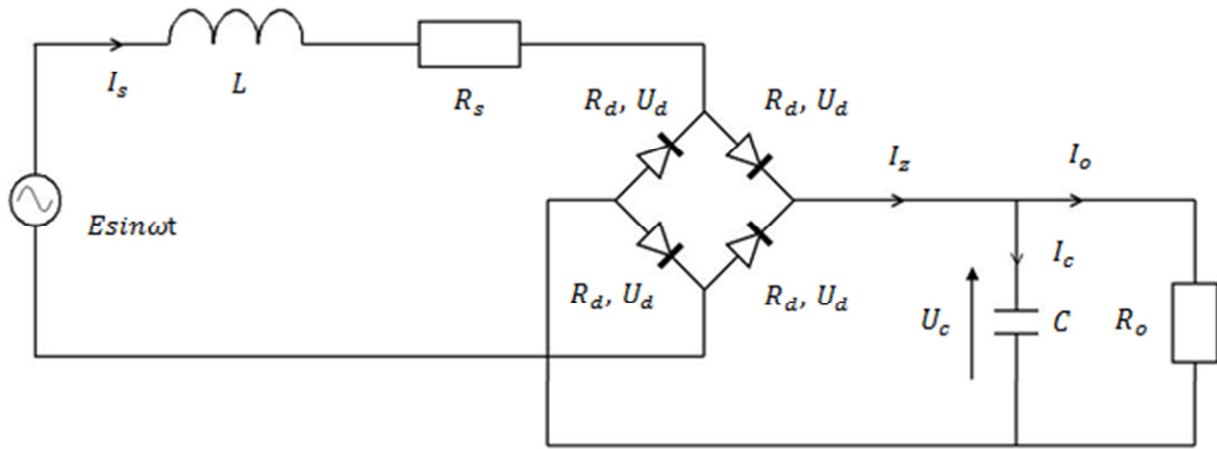 I_s
L
R_s
R_d, U_d
R_d, U_d
I_z
I_o
Esinωt
I_c
R_d, U_d
R_d, U_d
U_c
C
R_o